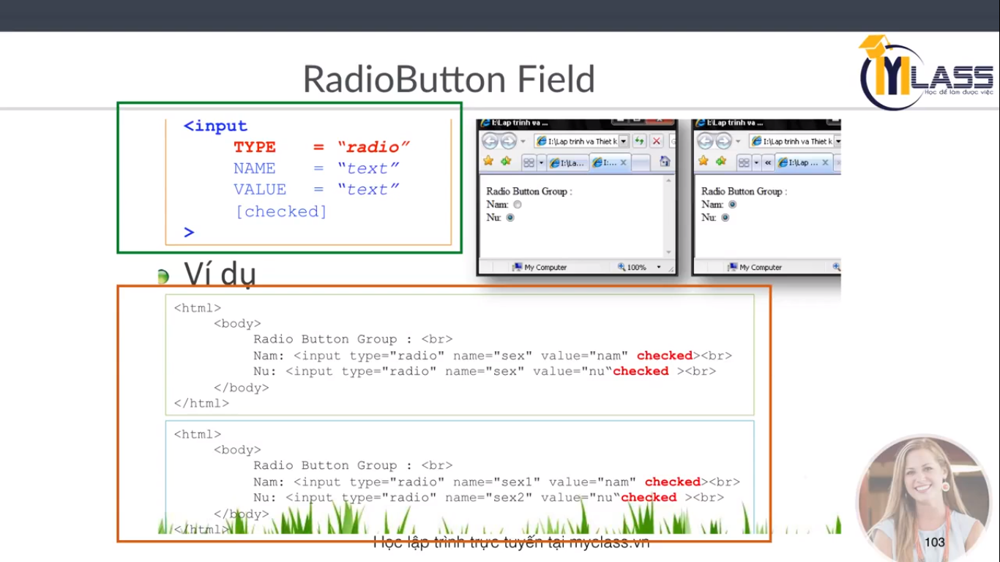 RadioButton Field
MYLASS
Học để làm được việc
<input
TYPE = “radio”
NAME = “text”
VALUE = “text”
[checked]
>
I:\Lap trinh va ...
I:\Lap trinh va Thiet k
I:\La...
I:...
Radio Button Group :
Nam:
Nu:
My Computer
100%
I:\Lap trinh va ...
I:\Lap trinh va Thiet k
«
I:\Lap ...
Radio Button Group :
Nam:
Nu:
My Computer
Ví dụ
<html>
<body>
Radio Button Group : <br>
Nam: <input type="radio" name="sex" value="nam" checked><br>
Nu: <input type="radio" name="sex" value="nu“checked ><br>
</body>
</html>
<html>
<body>
Radio Button Group : <br>
Nam: <input type="radio" name="sex1" value="nam" checked><br>
Nu: <input type="radio" name="sex2" value="nu“checked ><br>
</body>
</html>
Học lập trình trực tuyến tại myclass.vn
103